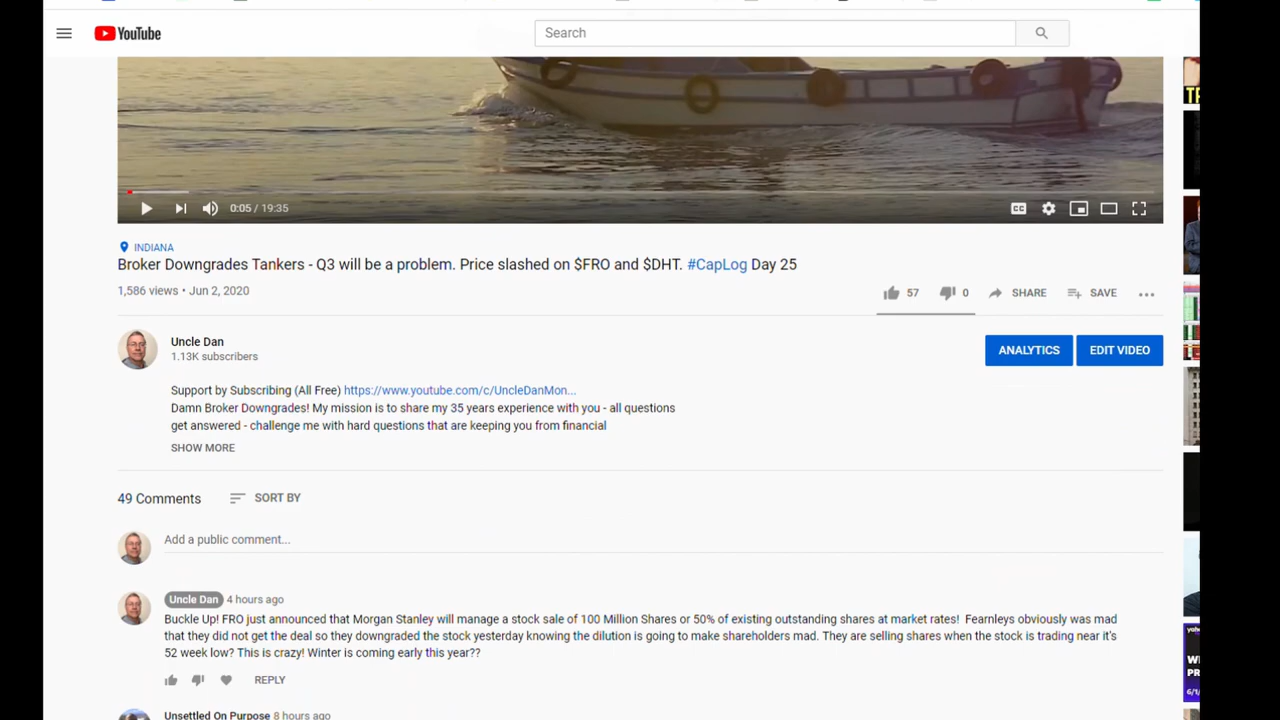 YouTube
Search
0:05 / 19:35
CC
INDIANA
Broker Downgrades Tankers - Q3 will be a problem. Price slashed on $FRO and $DHT. #CapLog Day 25
1,586 views • Jun 2, 2020
57 0 SHARE SAVE
Uncle Dan
1.13K subscribers
ANALYTICS EDIT VIDEO
Support by Subscribing (All Free) https://www.youtube.com/c/UncleDanMon...
Damn Broker Downgrades! My mission is to share my 35 years experience with you - all questions
get answered - challenge me with hard questions that are keeping you from financial
SHOW MORE
49 Comments SORT BY
Add a public comment...
Uncle Dan 4 hours ago
Buckle Up! FRO just announced that Morgan Stanley will manage a stock sale of 100 Million Shares or 50% of existing outstanding shares at market rates! Fearnleys obviously was mad
that they did not get the deal so they downgraded the stock yesterday knowing the dilution is going to make shareholders mad. They are selling shares when the stock is trading near it's
52 week low? This is crazy! Winter is coming early this year??
REPLY
Unsettled On Purpose 8 hours ago